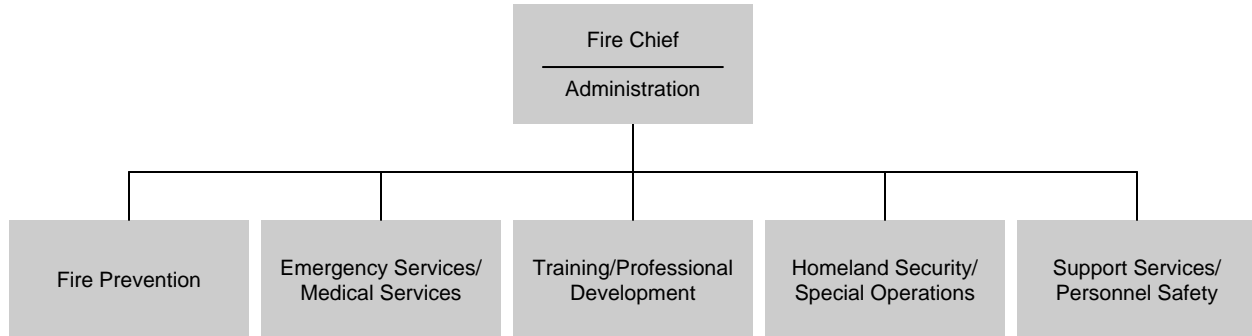 Fire Chief
Administration
Fire Prevention
Emergency Services/
Medical Services
Training/Professional
Development
Homeland Security/
Special Operations
Support Services/
Personnel Safety